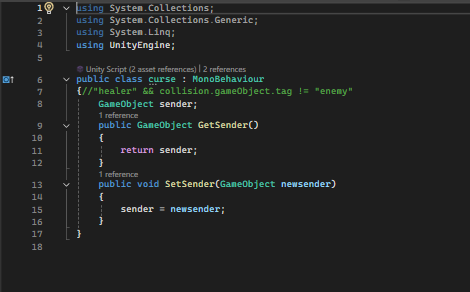 1 using System.Collections;
2 using System.Collections.Generic;
3 using System.Linq;
4 using UnityEngine;
5
Unity Script (2 asset references) | 2 references
6 public class curse : MonoBehaviour
7 {//"healer" && collision.gameObject.tag != "enemy"
8 GameObject sender;
1 reference
9 public GameObject GetSender()
10 {
11 return sender;
12 }
1 reference
13 public void SetSender(GameObject newsender)
14 {
15 sender = newsender;
16 }
17 }
18